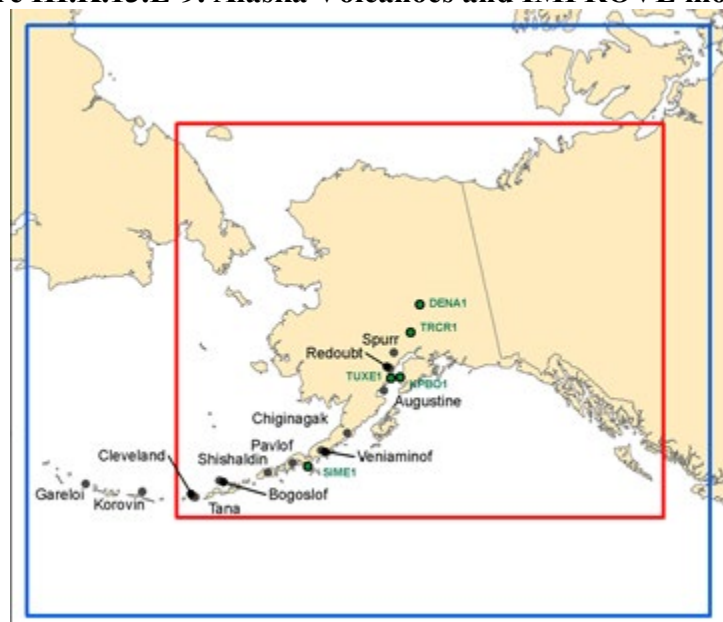 DENA1
TRCR1
Spurr
Redoubt
TUXE1
KPBO1
Augustine
Chiginagak
Pavlof
Veniaminof
Cleveland
Shishaldin
SIME1
Bogoslof
Gareloi
Korovin
Tana